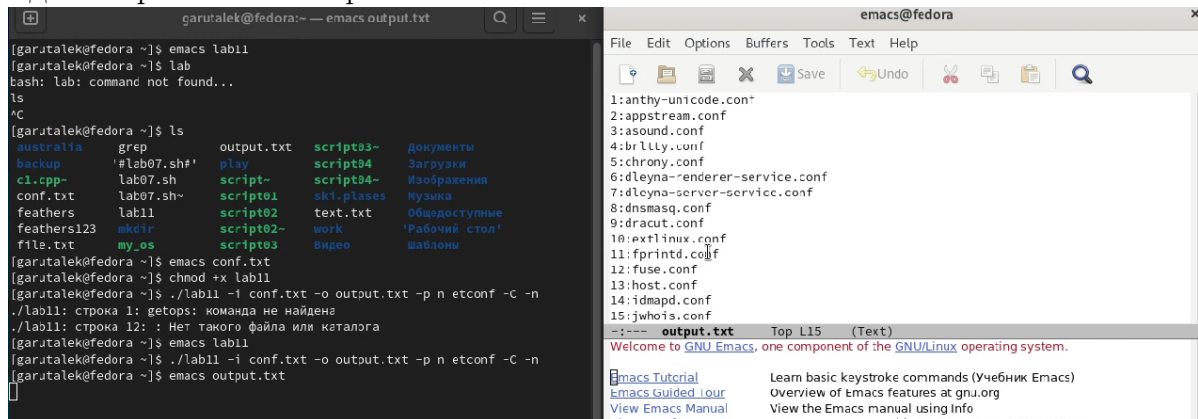 garutalek@fedora:~ — emacs output.txt
[garutalek@fedora ~]$ emacs lab11
[garutalek@fedora ~]$ lab
bash: lab: command not found...
ls
^C
[garutalek@fedora ~]$ ls
australia grep output.txt script03~ Документы
backup '#lab07.sh#' play script04 Загрузки
c1.cpp~ lab07.sh script~ script04~ Изображения
conf.txt lab07.sh~ script01 ski.plases Музыка
feathers lab11 script02 text.txt Общедоступные
feathers123 mkdir script02~ work 'Рабочий стол'
file.txt my_os script03 Видео Шаблоны
[garutalek@fedora ~]$ emacs conf.txt
[garutalek@fedora ~]$ chmod +x lab11
[garutalek@fedora ~]$ ./lab11 -i conf.txt -o output.txt -p n etconf -C -n
./lab11: строка 1: getops: команда не найдена
./lab11: строка 12: : Нет такого файла или каталога
[garutalek@fedora ~]$ emacs lab11
[garutalek@fedora ~]$ ./lab11 -i conf.txt -o output.txt -p n etconf -C -n
[garutalek@fedora ~]$ emacs output.txt
emacs@fedora
File Edit Options Buffers Tools Text Help
Save Undo
1:anthy-unicode.conf
2:appstream.conf
3:asound.conf
4:brltty.conf
5:chrony.conf
6:dleyna-renderer-service.conf
7:dleyna-server-service.conf
8:dnsmasq.conf
9:dracut.conf
10:extlinux.conf
11:fprintd.conf
12:fuse.conf
13:host.conf
14:idmapd.conf
15:jwhois.conf
-:--- output.txt Top L15 (Text)
Welcome to GNU Emacs, one component of the GNU/Linux operating system.
Emacs Tutorial Learn basic keystroke commands (Учебник Emacs)
Emacs Guided Tour Overview of Emacs features at gnu.org
View Emacs Manual View the Emacs manual using Info